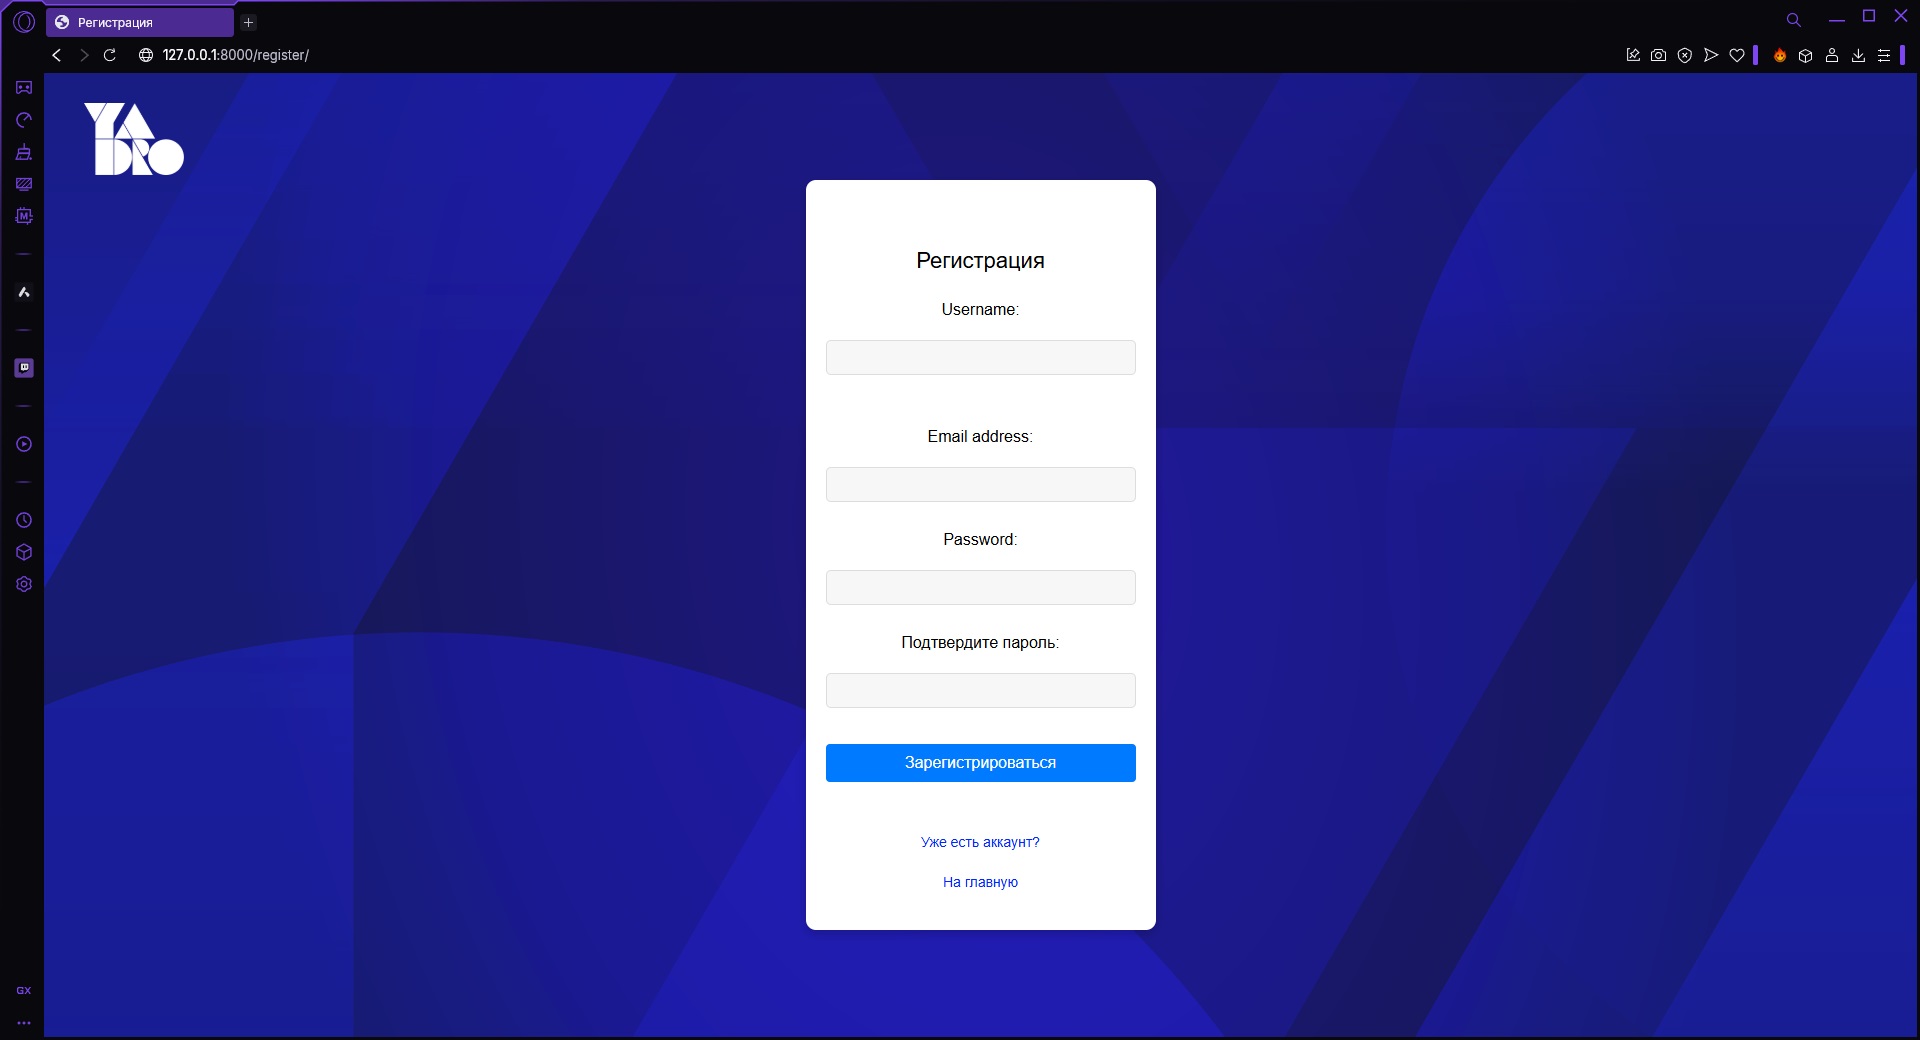 Регистрация
127.0.0.1:8000/register/
YA
DRO
M
Регистрация
Username:
Email address:
Password:
Подтвердите пароль:
Зарегистрироваться
Уже есть аккаунт?
На главную
GX